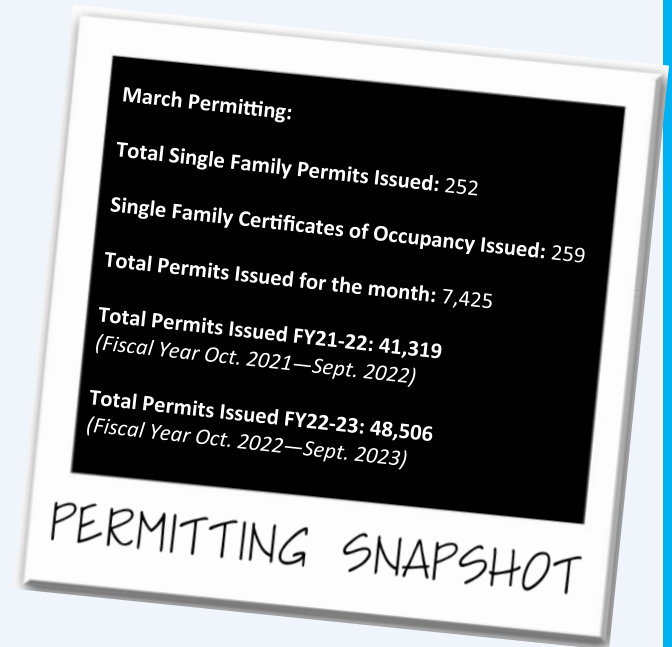 March Permitting:
Total Single Family Permits Issued: 252
Single Family Certificates of Occupancy Issued: 259
Total Permits Issued for the month: 7,425
Total Permits Issued FY21-22: 41,319
(Fiscal Year Oct. 2021—Sept. 2022)
Total Permits Issued FY22-23: 48,506
(Fiscal Year Oct. 2022—Sept. 2023)
PERMITTING SNAPSHOT